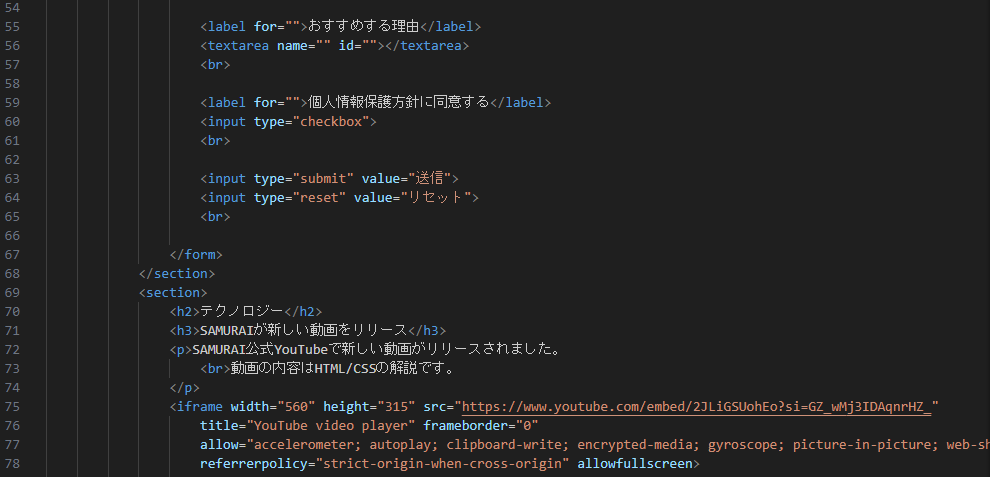 54
55 <label for="">おすすめする理由</label>
56 <textarea name="" id=""></textarea>
57 <br>
58
59 <label for="">個人情報保護方針に同意する</label>
60 <input type="checkbox">
61 <br>
62
63 <input type="submit" value="送信">
64 <input type="reset" value="リセット">
65 <br>
66
67 </form>
68 </section>
69 <section>
70 <h2>テクノロジー</h2>
71 <h3>SAMURAIが新しい動画をリリース</h3>
72 <p>SAMURAI公式YouTubeで新しい動画がリリースされました。
73 <br>動画の内容はHTML/CSSの解説です。
74 </p>
75 <iframe width="560" height="315" src="https://www.youtube.com/embed/2JLiGSUohEo?si=GZ_wMj3IDAqnrHZ_"
76 title="YouTube video player" frameborder="0"
77 allow="accelerometer; autoplay; clipboard-write; encrypted-media; gyroscope; picture-in-picture; web-sh
78 referrerpolicy="strict-origin-when-cross-origin" allowfullscreen>